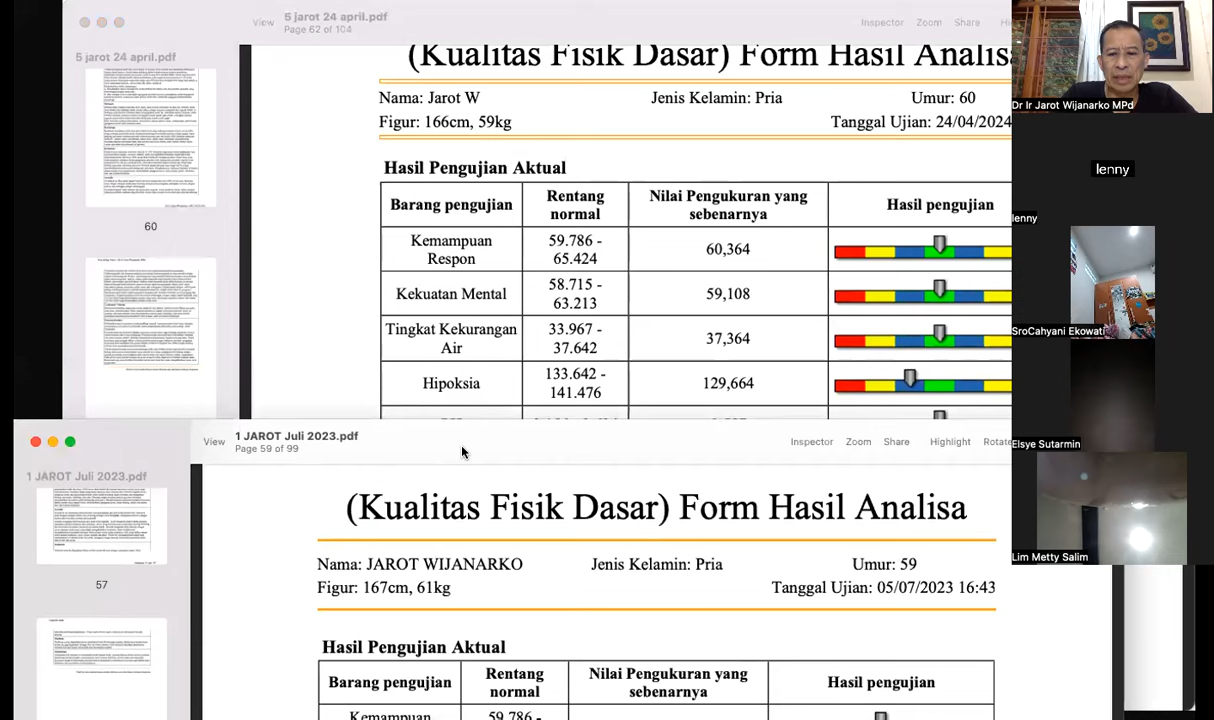 View
5 jarot 24 april.pdf
Page 62 of 104
Inspector Zoom Share
5 jarot 24 april.pdf
60
(Kualitas Fisik Dasar) Form Hasil Analisa
Nama: Jarot W Jenis Kelamin: Pria Umur: 60
Figur: 166cm, 59kg Tanggal Ujian: 24/04/2024
Hasil Pengujian Aktual
Barang pengujian Rentang normal Nilai Pengukuran yang sebenarnya Hasil pengujian
Kemampuan Respon 59.786 - 65.424 60,364
Kekuatan Mental 58.715 - 63.213 59,108
Tingkat Kekurangan Air 33.967 - 37.642 37,364
Hipoksia 133.642 - 141.476 129,664
Dr Ir Jarot Wijanarko MPd
lenny
lenny
SroCahyani Ekowati
Elsye Sutarmin
Lim Metty Salim
View
1 JAROT Juli 2023.pdf
Page 59 of 99
Inspector Zoom Share Highlight Rotate
1 JAROT Juli 2023.pdf
57
(Kualitas Fisik Dasar) Form Hasil Analisa
Nama: JAROT WIJANARKO Jenis Kelamin: Pria Umur: 59
Figur: 167cm, 61kg Tanggal Ujian: 05/07/2023 16:43
Hasil Pengujian Aktual
Barang pengujian Rentang normal Nilai Pengukuran yang sebenarnya Hasil pengujian
Kemampuan 59.786 -